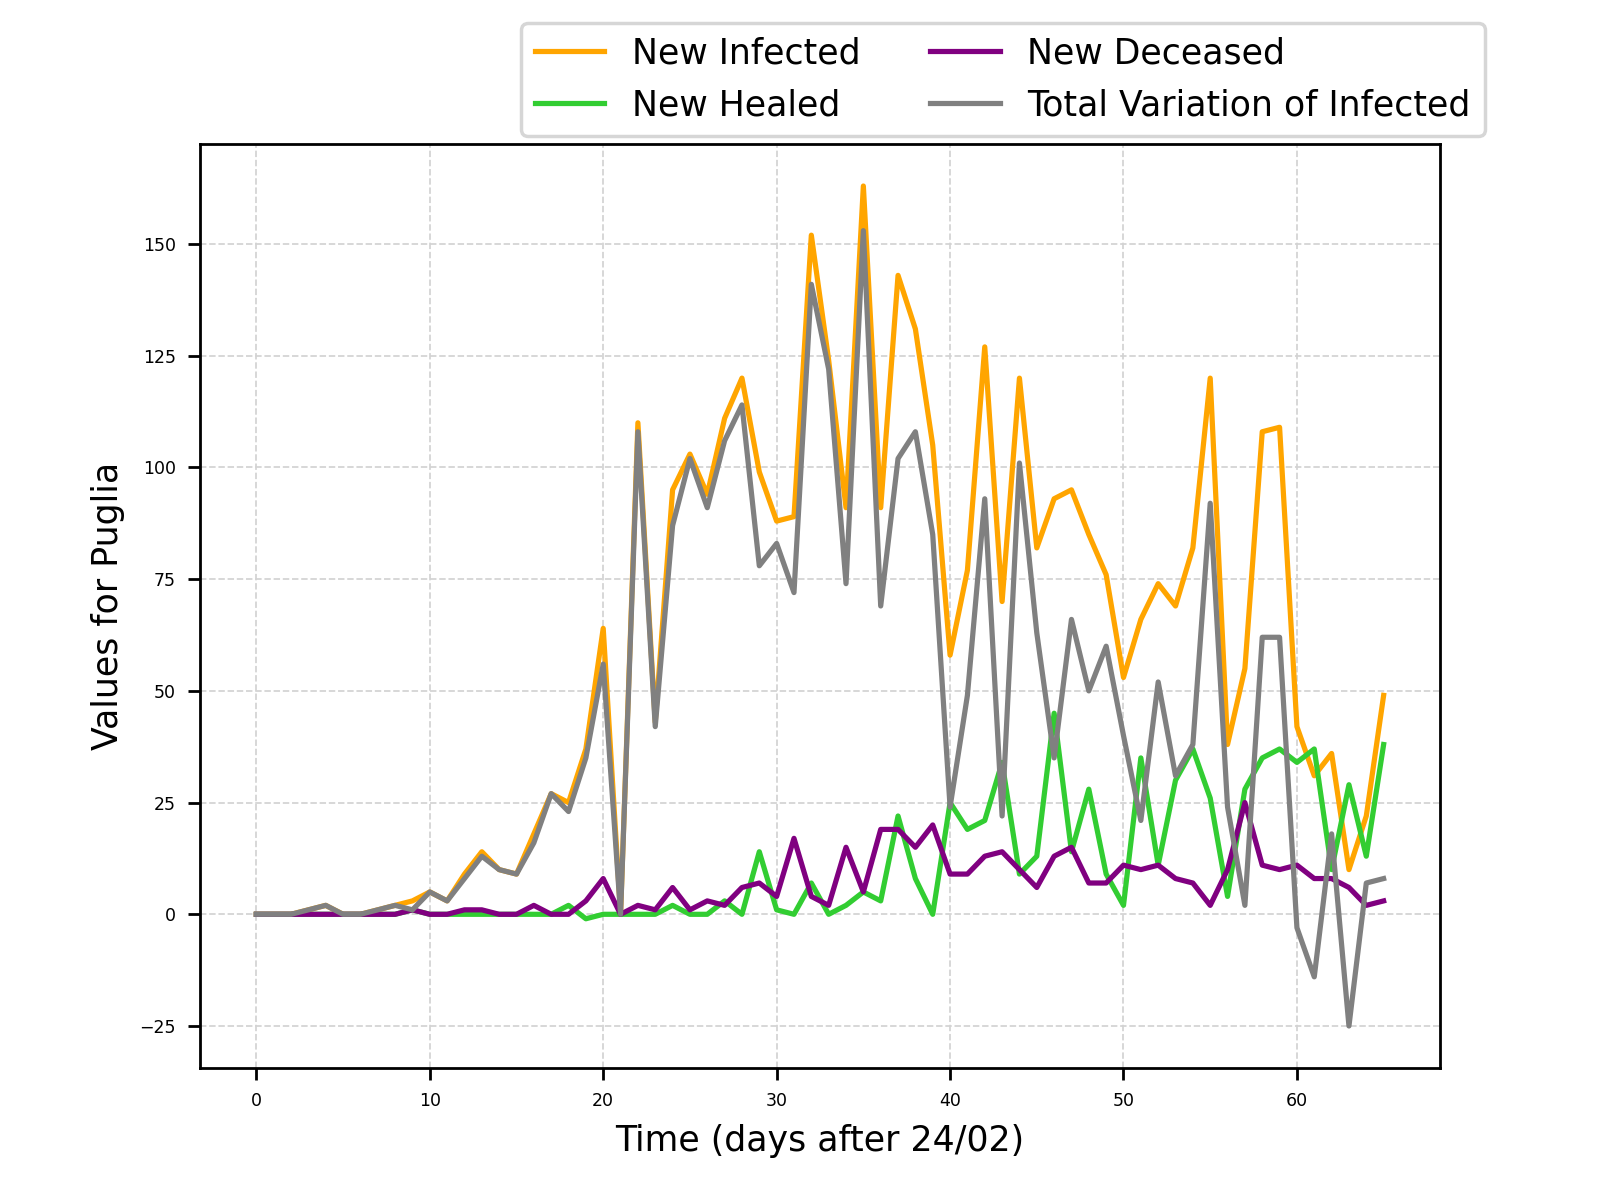 New Infected
New Healed
New Deceased
Total Variation of Infected
150
125
100
75
50
25
0
−25
Values for Puglia
0 10 20 30 40 50 60
Time (days after 24/02)